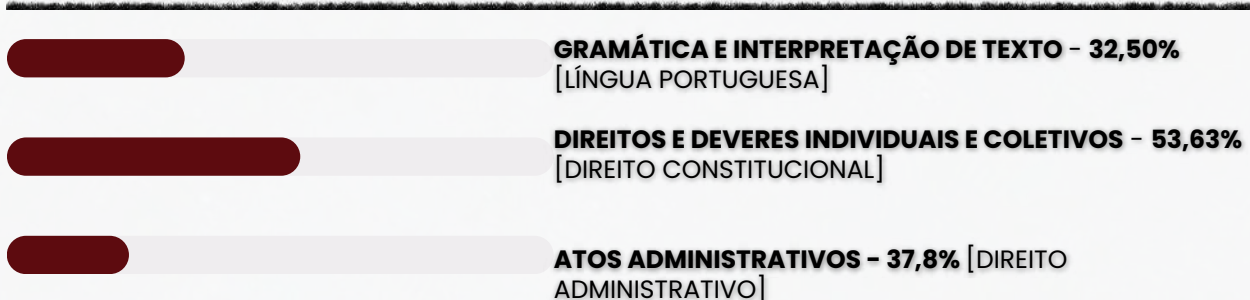 GRAMÁTICA E INTERPRETAÇÃO DE TEXTO - 32,50%
[LÍNGUA PORTUGUESA]
DIREITOS E DEVERES INDIVIDUAIS E COLETIVOS - 53,63%
[DIREITO CONSTITUCIONAL]
ATOS ADMINISTRATIVOS - 37,8% [DIREITO
ADMINISTRATIVO]